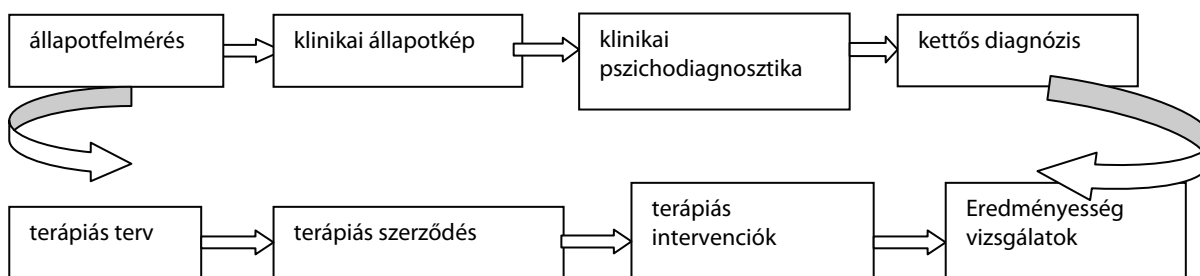 állapotfelmérés
klinikai állapotkép
klinikai
pszichodiagnosztika
kettős diagnózis
terápiás terv
terápiás szerződés
terápiás
intervenciók
Eredményesség
vizsgálatok